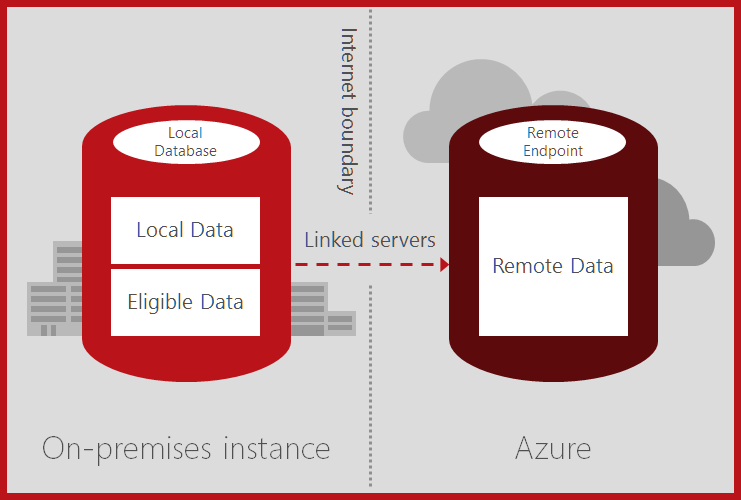 Internet boundary
Local
Database
Remote
Endpoint
Local Data
Eligible Data
Linked servers
Remote Data
On-premises instance
Azure